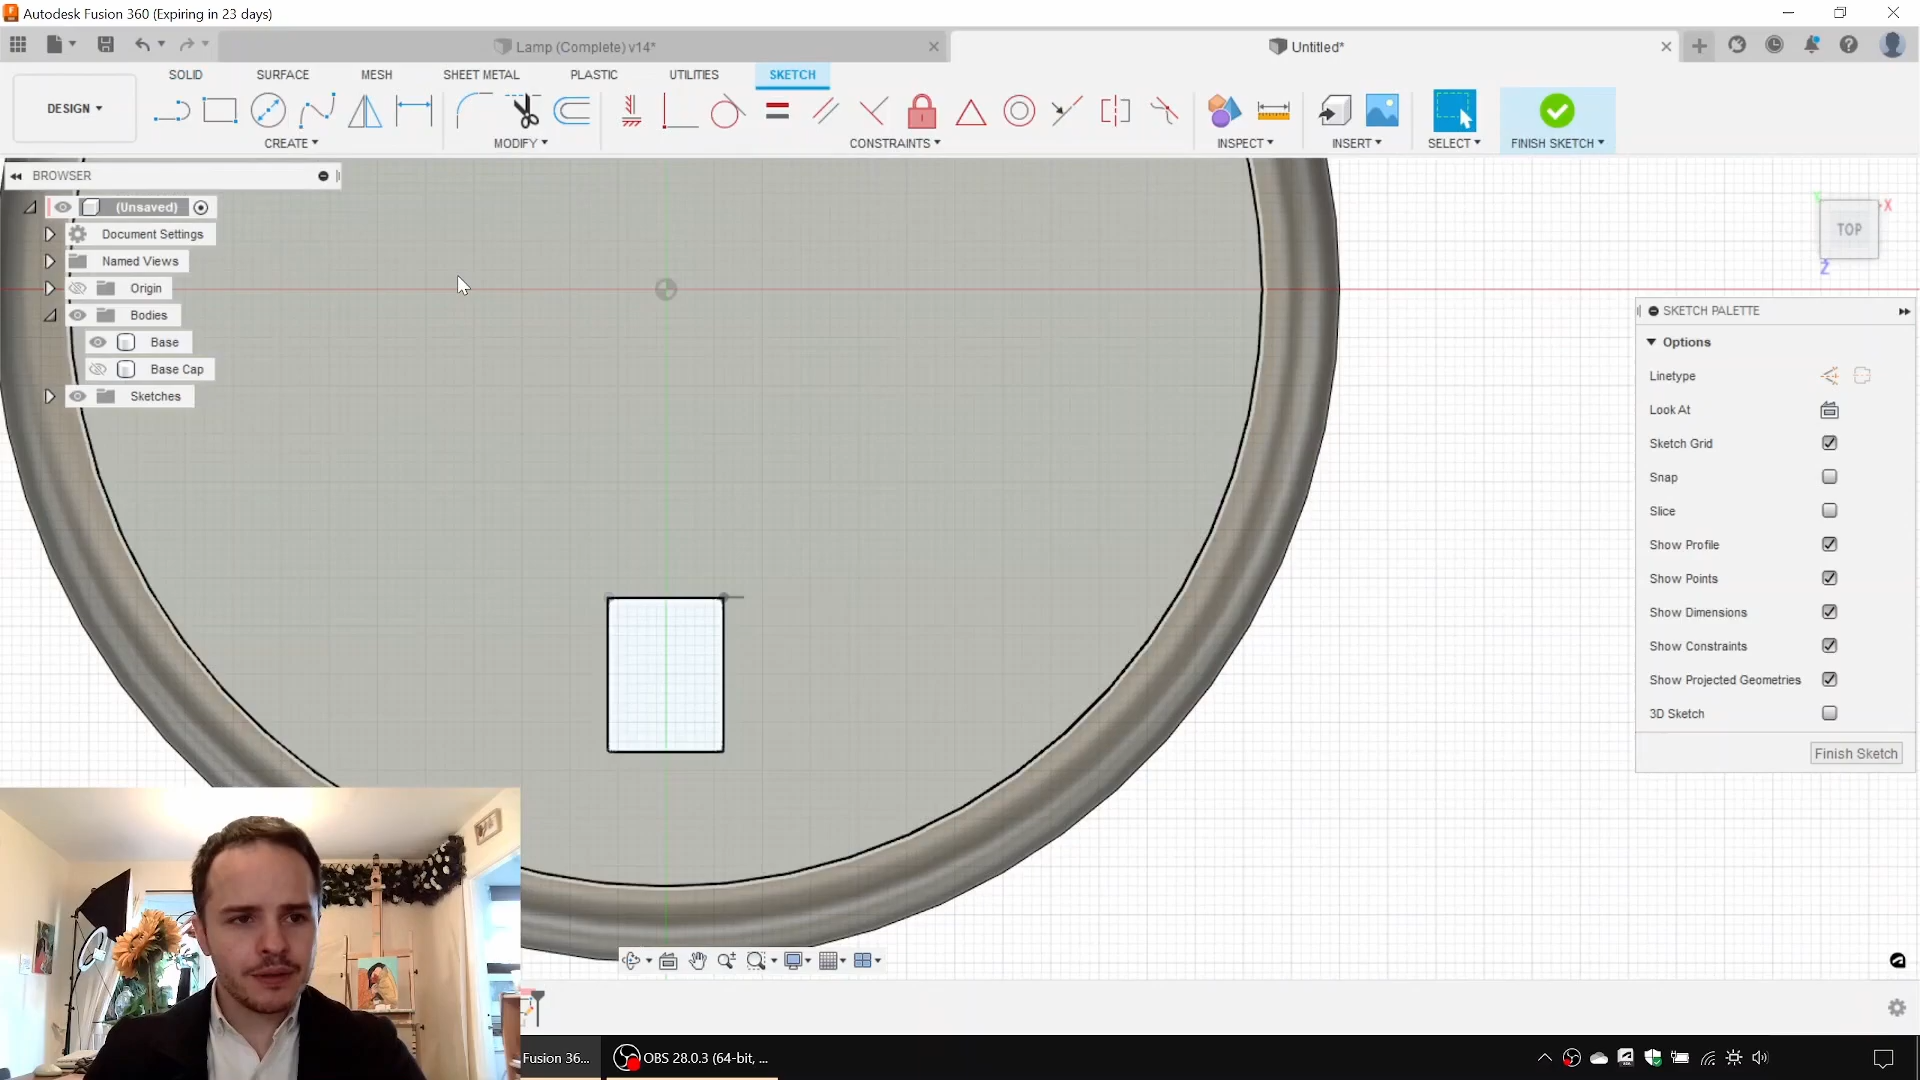 Autodesk Fusion 360 (Expiring in 23 days)
Lamp (Complete) v14*
Untitled*
SOLID
SURFACE
MESH
SHEET METAL
PLASTIC
UTILITIES
SKETCH
DESIGN
CREATE
MODIFY
CONSTRAINTS
INSPECT
INSERT
SELECT
FINISH SKETCH
BROWSER
(Unsaved)
Document Settings
Named Views
Origin
Bodies
Base
Base Cap
Sketches
TOP
X
Y
Z
SKETCH PALETTE
Options
Linetype
Look At
Sketch Grid
Snap
Slice
Show Profile
Show Points
Show Dimensions
Show Constraints
Show Projected Geometries
3D Sketch
Finish Sketch
Fusion 36...
OBS 28.0.3 (64-bit, ...